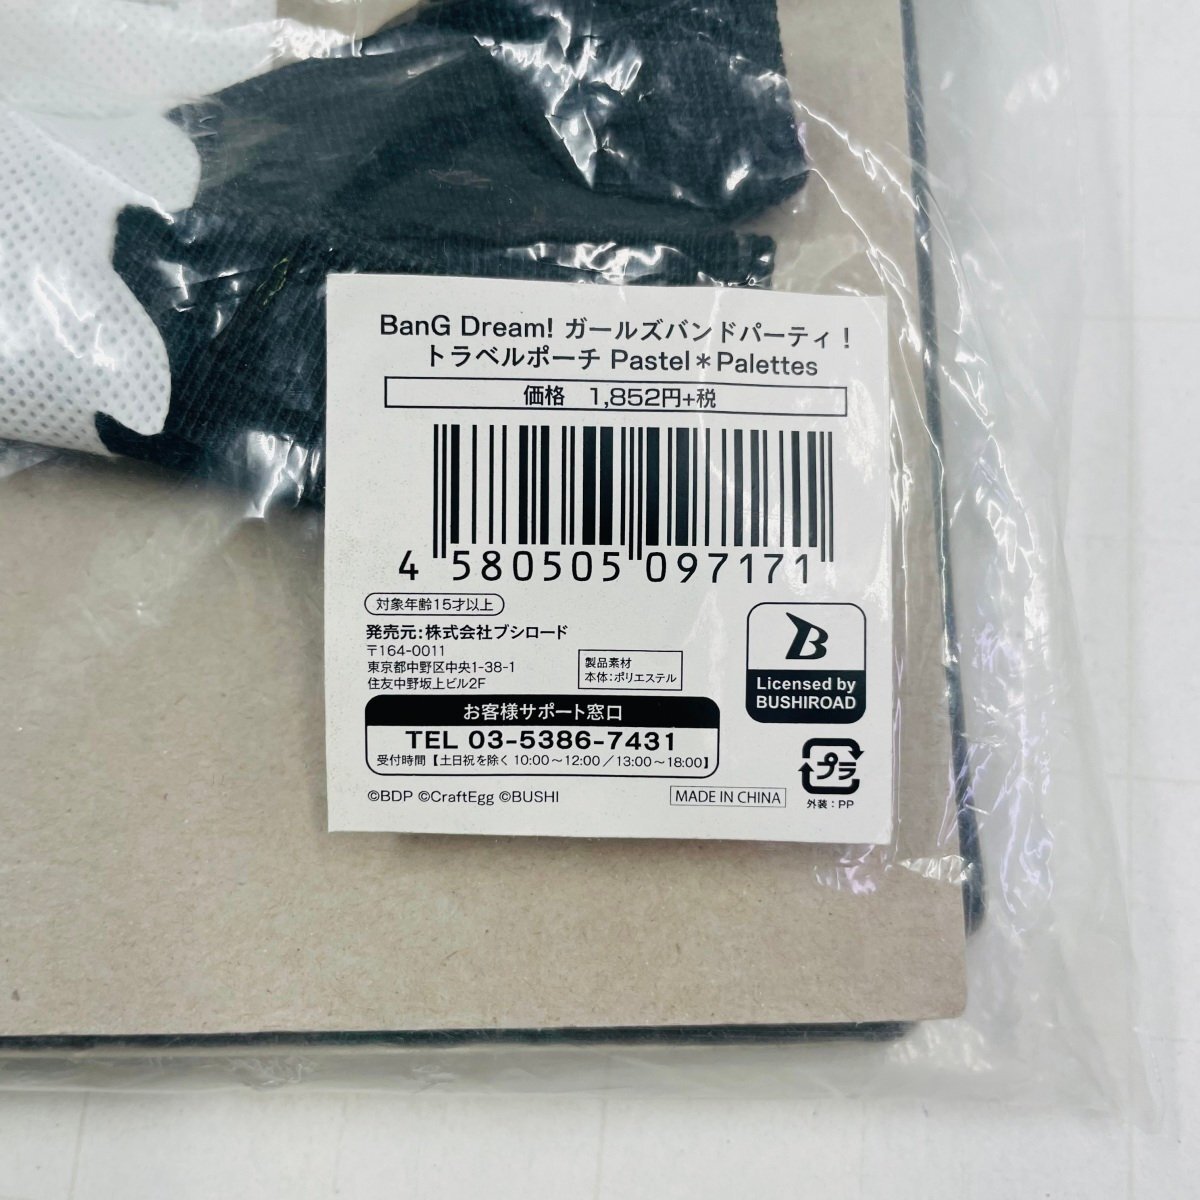 BanG Dream! ガールズバンドパーティ！
トラベルポーチ Pastel＊Palettes
価格　1,852円+税
4 580505 097171
対象年齢15才以上
発売元:株式会社ブシロード
〒164-0011
東京都中野区中央1-38-1
住友中野坂上ビル2F
製品素材
本体:ポリエステル
B
Licensed by
BUSHIROAD
お客様サポート窓口
TEL 03-5386-7431
受付時間【土日祝を除く10:00～12:00／13:00～18:00】
プラ
外装:PP
©BDP ©CraftEgg ©BUSHI
MADE IN CHINA